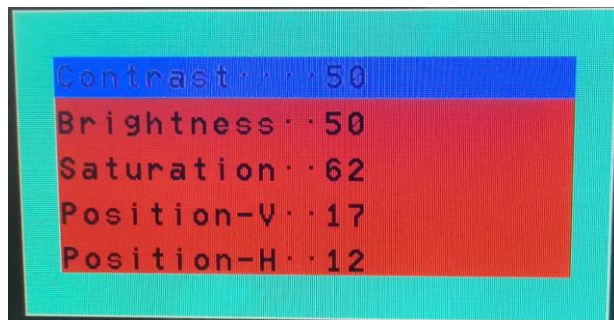 Contrast····50
Brightness··50
Saturation··62
Position-V··17
Position-H··12